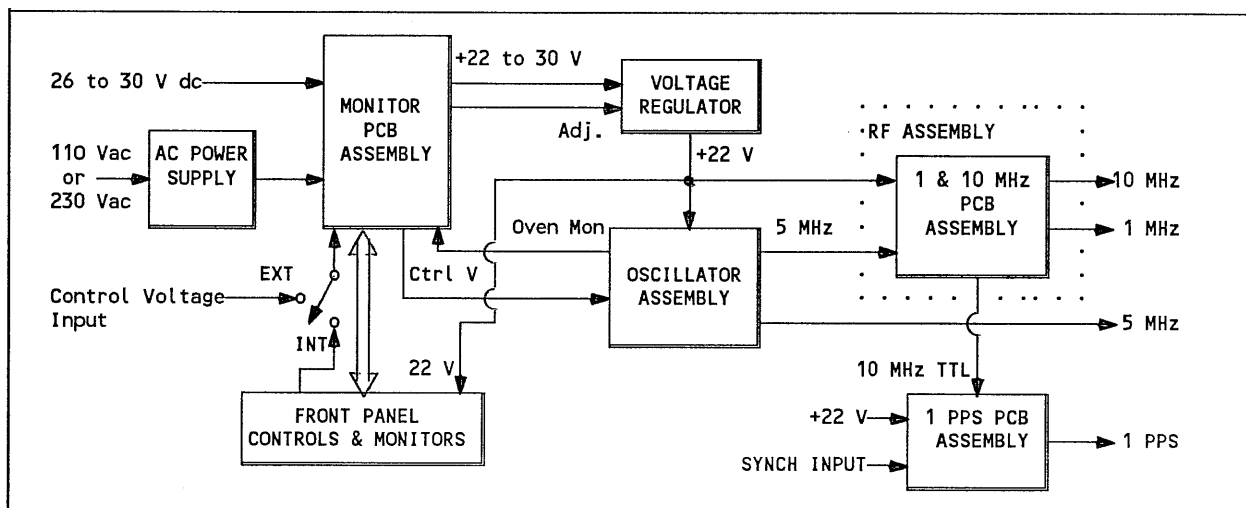 26 to 30 V dc
MONITOR
PCB
ASSEMBLY
+22 to 30 V
Adj.
VOLTAGE
REGULATOR
+22 V
RF ASSEMBLY
110 Vac
or
230 Vac
AC POWER
SUPPLY
1 & 10 MHz
PCB
ASSEMBLY
10 MHz
1 MHz
Oven Mon
5 MHz
EXT
Ctrl V
OSCILLATOR
ASSEMBLY
Control Voltage
Input
INT
5 MHz
22 V
10 MHz TTL
FRONT PANEL
CONTROLS & MONITORS
+22 V
SYNCH INPUT
1 PPS PCB
ASSEMBLY
1 PPS